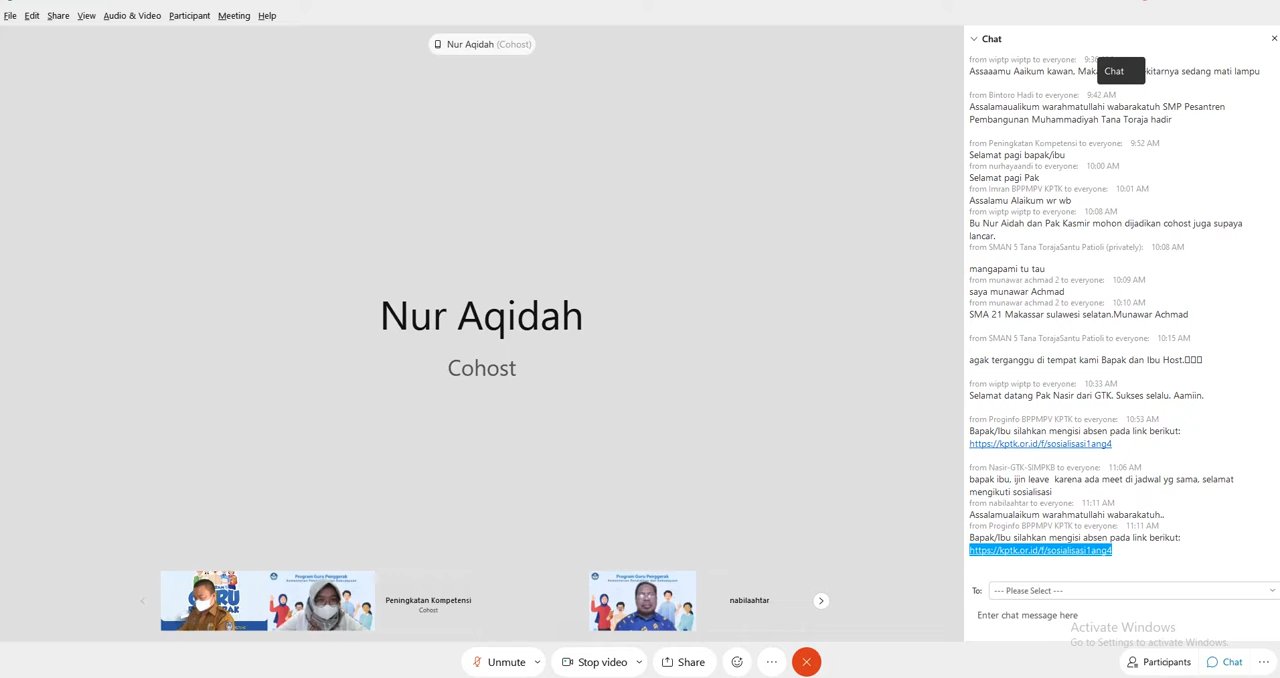 File Edit Share View Audio & Video Participant Meeting Help
Nur Aqidah (Cohost)
Chat
from wiptp wiptp to everyone: 9:36
Assaaamu Aaikum kawan, kitarnya sedang mati lampu
Chat
from Bintoro Hadi to everyone: 9:42 AM
Assalamaualikum warahmatullahi wabarakatuh SMP Pesantren
Pembangunan Muhammadiyah Tana Toraja hadir
from Peningkatan Kompetensi to everyone: 9:52 AM
Selamat pagi bapak/ibu
from nurhayaandi to everyone: 10:00 AM
Selamat pagi Pak
from Imran BPPMPV KPTK to everyone: 10:01 AM
Assalamu Alaikum wr wb
from wiptp wiptp to everyone: 10:08 AM
Bu Nur Aidah dan Pak Kasmir mohon dijadikan cohost juga supaya
lancar.
from SMAN 5 Tana TorajaSantu Patioli (privately): 10:08 AM
mangapami tu tau
from munawar achmad 2 to everyone: 10:09 AM
saya munawar Achmad
from munawar achmad 2 to everyone: 10:10 AM
SMA 21 Makassar sulawesi selatan.Munawar Achmad
from SMAN 5 Tana TorajaSantu Patioli to everyone: 10:15 AM
agak terganggu di tempat kami Bapak dan Ibu Host.
from wiptp wiptp to everyone: 10:33 AM
Selamat datang Pak Nasir dari GTK. Sukses selalu. Aamiin.
from Proginfo BPPMPV KPTK to everyone: 10:53 AM
Bapak/Ibu silahkan mengisi absen pada link berikut:
https://kptk.or.id/f/sosialisasi1ang4
from Nasir-GTK-SIMPKB to everyone: 11:06 AM
bapak ibu, ijin leave karena ada meet di jadwal yg sama, selamat
mengikuti sosialisasi
from nabilaahtar to everyone: 11:11 AM
Assalamualaikum warahmatullahi wabarakatuh..
from Proginfo BPPMPV KPTK to everyone: 11:11 AM
Bapak/Ibu silahkan mengisi absen pada link berikut:
https://kptk.or.id/f/sosialisasi1ang4
To: --- Please Select ---
Enter chat message here
Nur Aqidah
Cohost
Program Guru Penggerak
Peningkatan Kompetensi
Cohost
Program Guru Penggerak
nabilaahtar
Activate Windows
Go to Settings to activate Windows.
Unmute Stop video Share Participants Chat